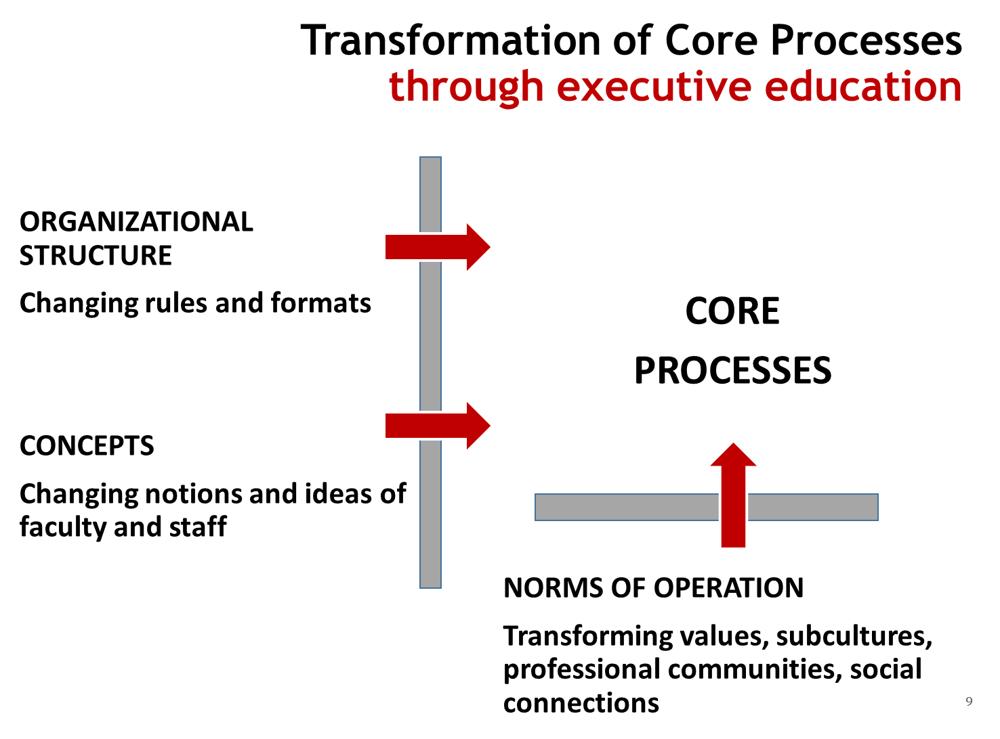 Transformation of Core Processes
through executive education
ORGANIZATIONAL
STRUCTURE
Changing rules and formats
CORE
PROCESSES
CONCEPTS
Changing notions and ideas of
faculty and staff
NORMS OF OPERATION
Transforming values, subcultures,
professional communities, social
connections
9